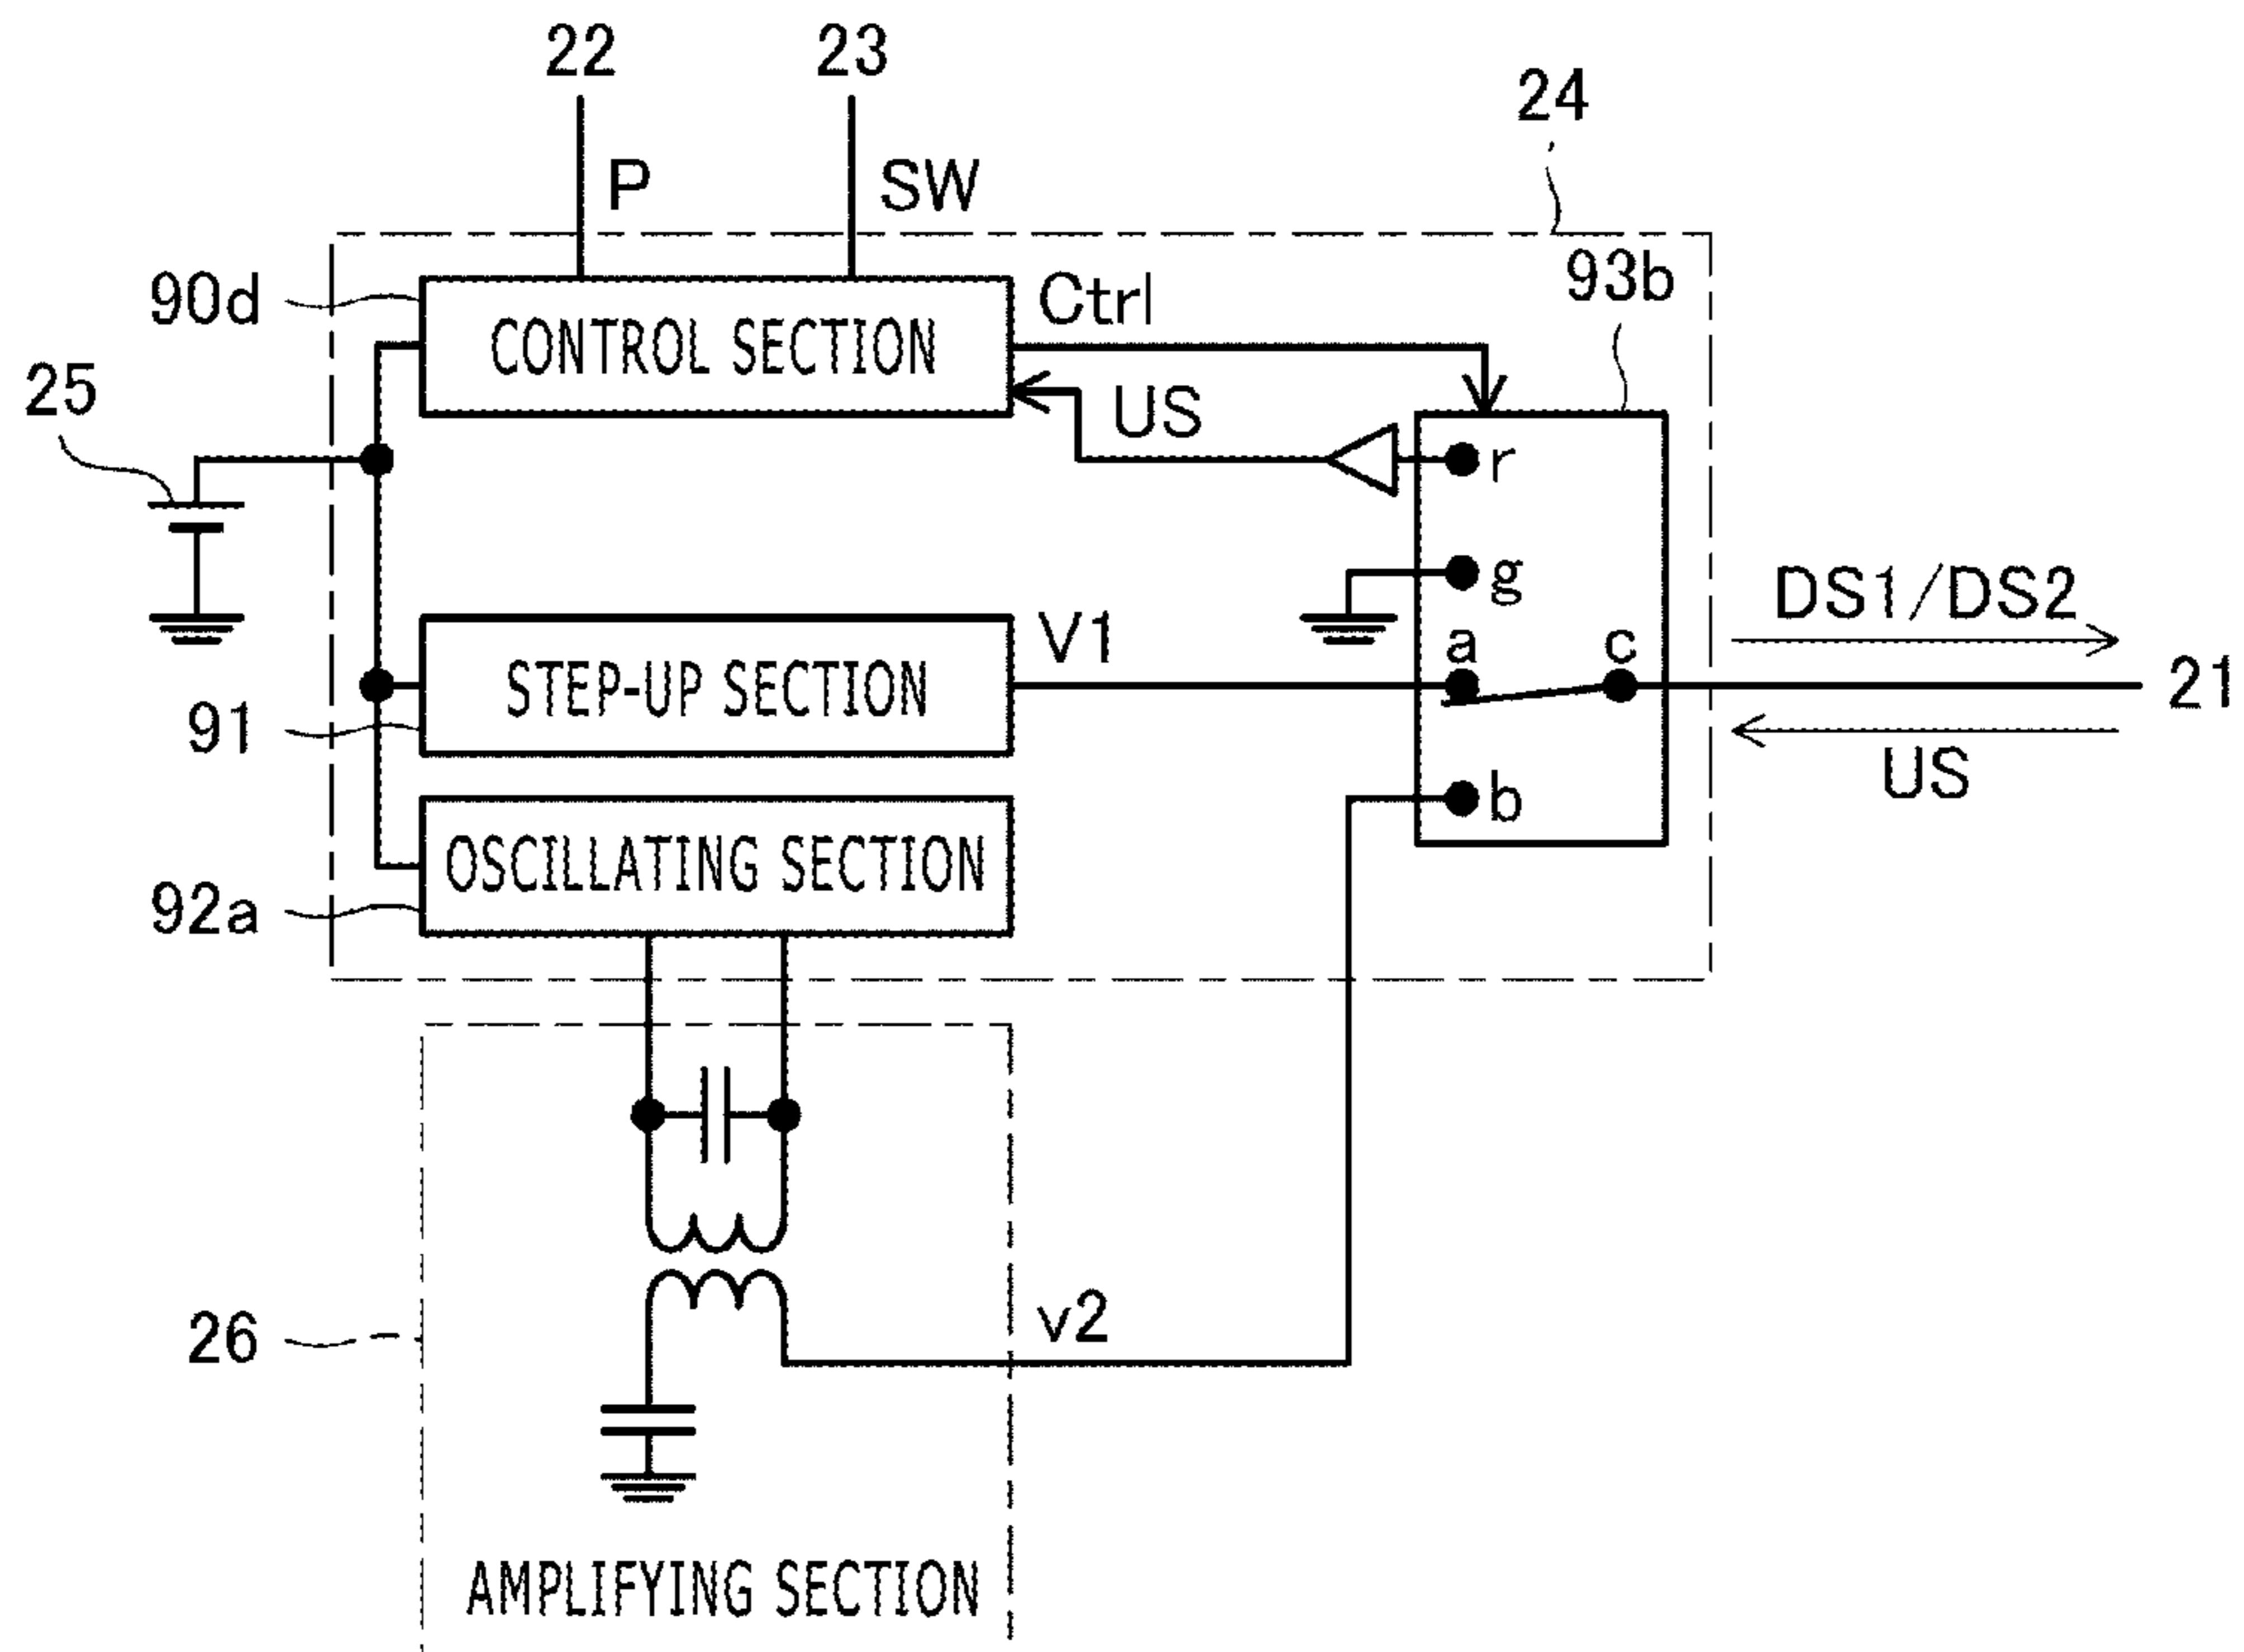 22
23
24
P
SW
90d
CONTROL SECTION
Ctrl
93b
25
US
r
g
DS1/DS2
V1
a
c
STEP-UP SECTION
21
91
US
b
OSCILLATING SECTION
92a
26
v2
AMPLIFYING SECTION